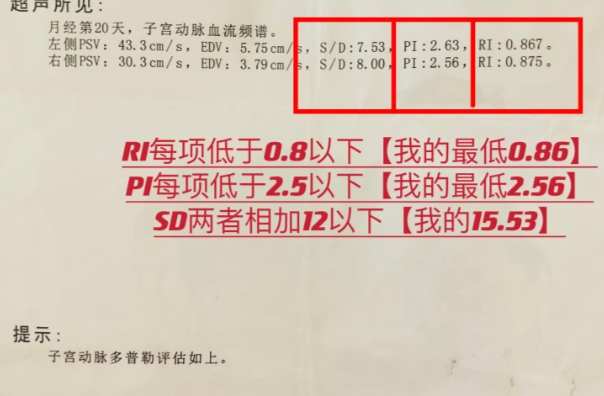 超声所见：
月经第20天，子宫动脉血流频谱。
左侧PSV：43.3cm/s，EDV：5.75cm/s，S/D:7.53，PI:2.63，RI:0.867。
右侧PSV：30.3cm/s，EDV：3.79cm/s，S/D:8.00，PI:2.56，RI:0.875。
RI每项低于0.8以下【我的最低0.86】
PI每项低于2.5以下【我的最低2.56】
SD两者相加12以下【我的15.53】
提示：
子宫动脉多普勒评估如上。